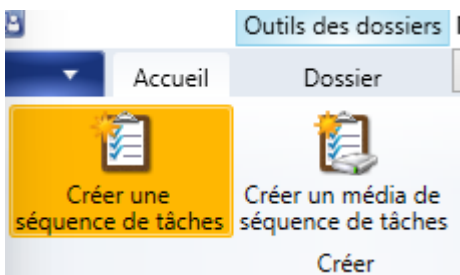 Outils des dossiers
Accueil Dossier
Créer une Créer un média de
séquence de tâches séquence de tâches
Créer